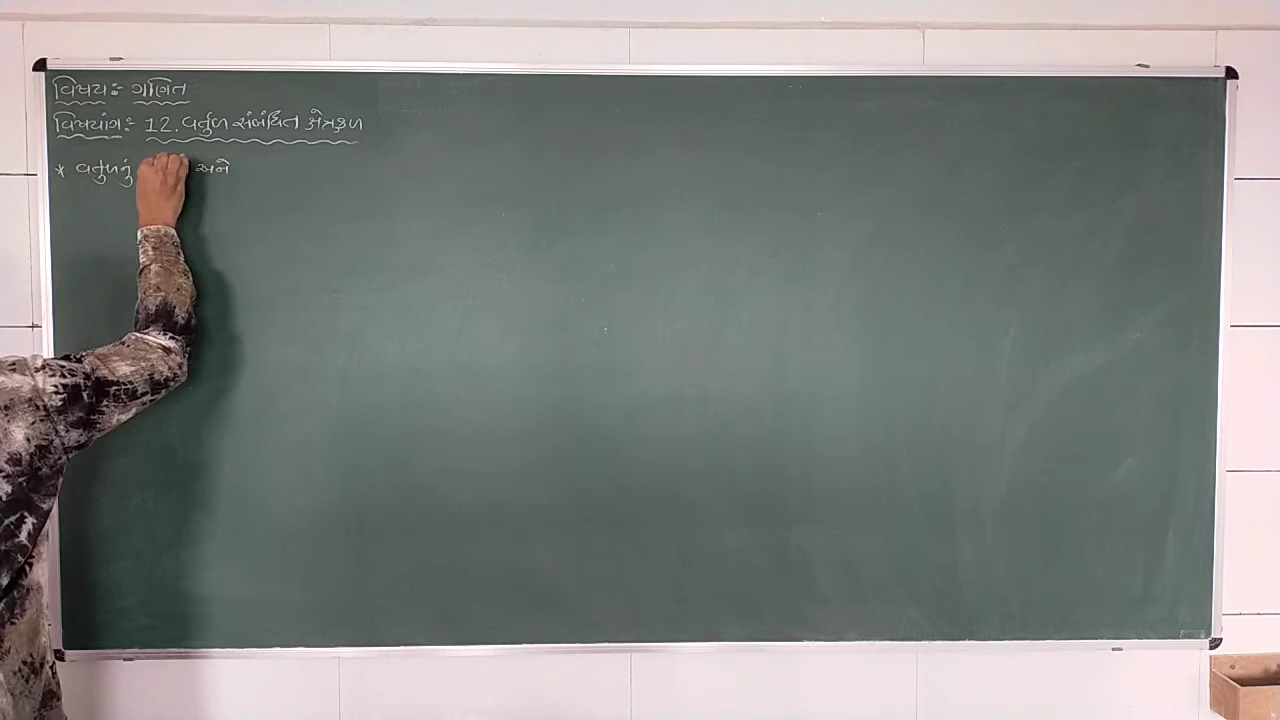 વિષય:- ગણિત
વિષયાંગ:- 12. વર્તુળ સંબંધિત ક્ષેત્રફળ
* વર્તુળનું અને